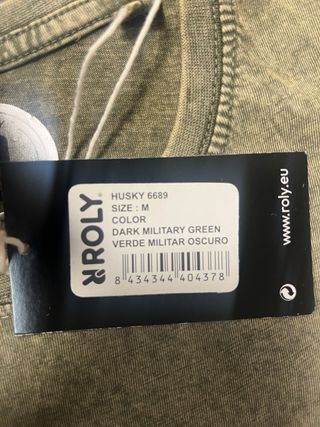 ROLY
HUSKY 6689
SIZE : M
COLOR
DARK MILITARY GREEN
VERDE MILITAR OSCURO
8 434344 404378
www.roly.eu